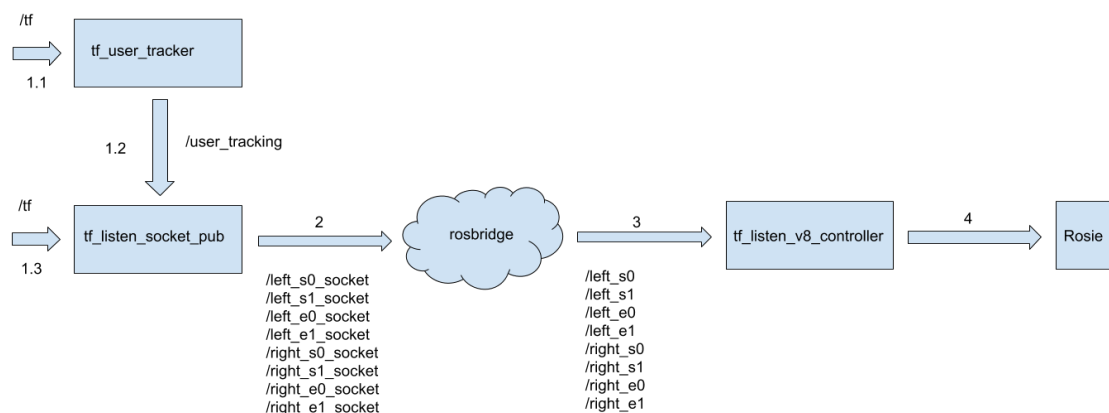 /tf
tf_user_tracker
1.1
1.2
/user_tracking
/tf
tf_listen_socket_pub
1.3
2
/left_s0_socket
/left_s1_socket
/left_e0_socket
/left_e1_socket
/right_s0_socket
/right_s1_socket
/right_e0_socket
/right_e1_socket
rosbridge
3
/left_s0
/left_s1
/left_e0
/left_e1
/right_s0
/right_s1
/right_e0
/right_e1
tf_listen_v8_controller
4
Rosie